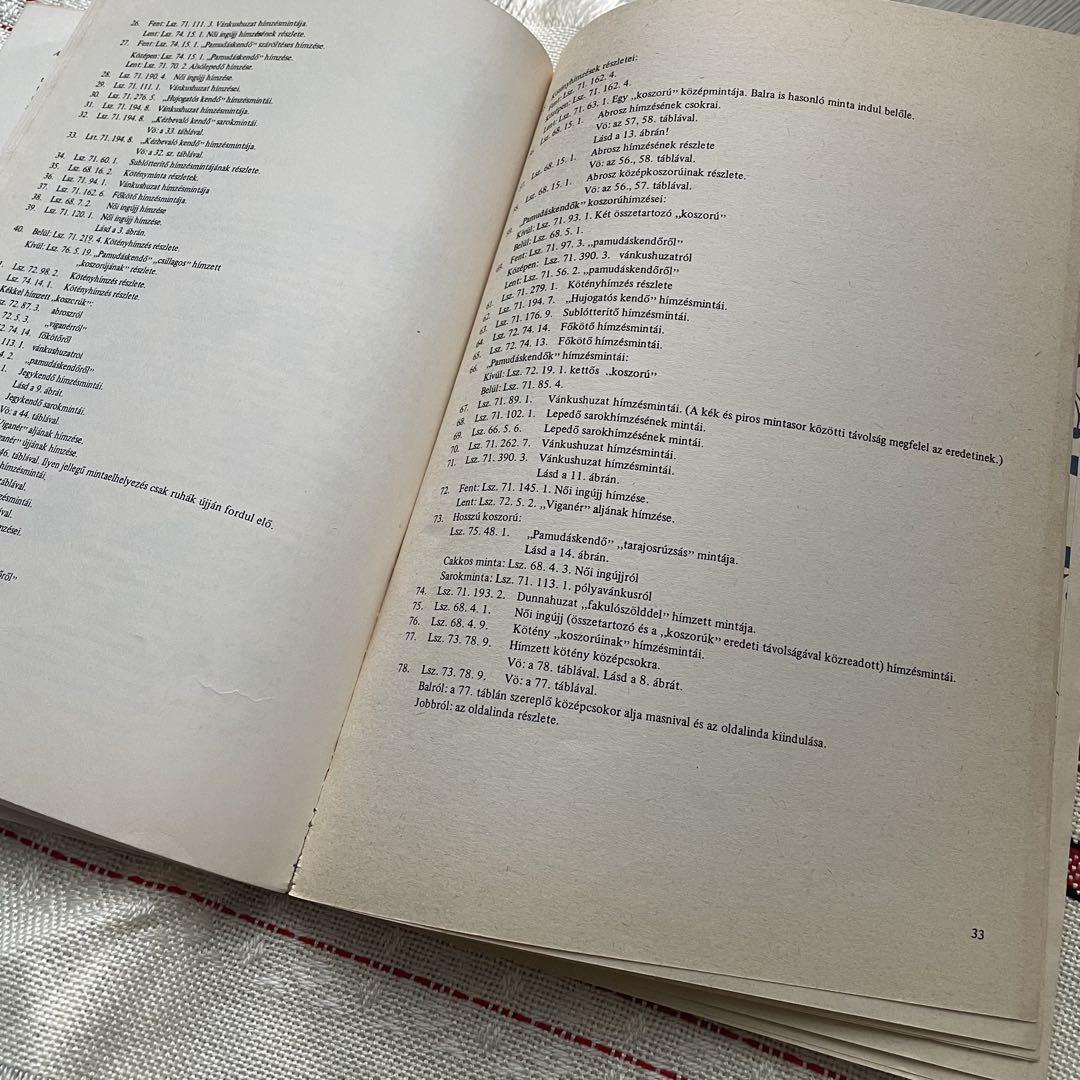 26. Fent: Lsz. 71. 111. 3. Vánkushuzat mintája.
Lent: Lsz. 74. 15. 1. Női ingújj hímzésének részlete.
27. Fent: Lsz. 74. 15. 1. „Pamudáskendő” száröltéses hímzése.
Középen: Lsz. 74. 15. 1. „Pamudáskendő” hímzése.
Lent: Lsz. 71. 70. 2. Alsólepedő hímzése.
28. Lsz. 71. 190. 4. Női ingújj hímzése.
29. Lsz. 71. 111. 1. Vánkushuzat hímzései.
30. Lsz. 71. 276. 5. „Hujogatós kendő” hímzésmintái.
31. Lsz. 71. 194. 8. Vánkushuzat hímzésmintája.
32. Lsz. 71. 194. 8. „Kézbevaló kendő” sarokmintái.
Vö: a 33. táblával.
33. Lst. 71. 194. 8. „Kézbevaló kendő” hímzésmintája.
Vö: a 32. sz. táblával.
34. Lsz. 71. 60. 1. Sublótterítő hímzésmintájának részlete.
35. Lsz. 68. 16. 2. Kötényminta részletek.
36. Lsz. 71. 94. 1. Vánkushuzat hímzésmintája
37. Lsz. 71. 162. 6. Főkötő hímzésmintája.
38. Lsz. 68. 7. 2. Női ingújj hímzése
39. Lsz. 71. 120. 1. Női ingújj hímzése.
Lásd a 3. ábrán.
40. Belül: Lsz. 71. 219. 4. Kötényhímzés részlete.
Kívül: Lsz. 76. 5. 19. „Pamudáskendő” „csillagos” hímzett
„koszorújának” részlete.
Lsz. 72. 98. 2. Kötényhímzés részlete.
Lsz. 74. 14. 1. Kötényhímzés részlete.
Kékkel hímzett „koszorúk”:
72. 87. 3. abroszról
72. 5. 3. „viganérről”
74. 14. főkötőről
113. 1. vánkushuzatról
2. „pamudáskendőről”
1. Jegykendő hímzésmintái.
Lásd a 9. ábrát.
Jegykendő sarokmintái.
Vö: a 44. táblával.
aljának hímzése.
újjának hímzése.
46. táblával. Ilyen jellegű mintaelhelyezés csak ruhák újján fordul elő.
hímzésmintái.
táblával.
Kötényhímzések részletei:
Fent: Lsz. 71. 162. 4.
Középen: Lsz. 71. 162. 4.
Lent: Lsz. 71. 63. 1. Egy „koszorú” középmintája. Balra is hasonló minta indul belőle.
Lsz. 68. 15. 1. Abrosz hímzésének csokrai.
Vö: az 57, 58. táblával.
Lásd a 13. ábrán!
Lsz. 68. 15. 1. Abrosz hímzésének részlete
Vö: az 56., 58. táblával.
Lsz. 68. 15. 1. Abrosz középkoszorúinak részlete.
Vö: az 56., 57. táblával.
„Pamudáskendők” koszorúhímzései:
Kívül: Lsz. 71. 93. 1. Két összetartozó „koszorú”
Belül: Lsz. 68. 5. 1.
Fent: Lsz. 71. 97. 3. „pamudáskendőről”
Középen: Lsz. 71. 390. 3. vánkushuzatról
Lent: Lsz. 71. 56. 2. „pamudáskendőről”
61. Lsz. 71. 279. 1. Kötényhímzés részlete
62. Lsz. 71. 194. 7. „Hujogatós kendő” hímzésmintái.
63. Lsz. 71. 176. 9. Sublótterítő hímzésmintái.
64. Lsz. 72. 74. 14. Főkötő hímzésmintái.
65. Lsz. 72. 74. 13. Főkötő hímzésmintái.
66. „Pamudáskendők” hímzésmintái:
Kívül: Lsz. 72. 19. 1. kettős „koszorú”
Belül: Lsz. 71. 85. 4.
67. Lsz. 71. 89. 1. Vánkushuzat hímzésmintái. (A kék és piros mintasor közötti távolság megfelel az eredetinek.)
68. Lsz. 71. 102. 1. Lepedő sarokhímzésének mintái.
69. Lsz. 66. 5. 6. Lepedő sarokhímzésének mintái.
70. Lsz. 71. 262. 7. Vánkushuzat hímzésmintái.
71. Lsz. 71. 390. 3. Vánkushuzat hímzésmintái.
Lásd a 11. ábrán.
72. Fent: Lsz. 71. 145. 1. Női ingújj hímzése.
Lent: Lsz. 72. 5. 2. „Viganér” aljának hímzése.
73. Hosszú koszorú:
Lsz. 75. 48. 1. „Pamudáskendő” „tarajosrúzsás” mintája.
Lásd a 14. ábrán.
Cakkos minta: Lsz. 68. 4. 3. Női ingújjról
Sarokminta: Lsz. 71. 113. 1. pólyavánkusról
74. Lsz. 71. 193. 2. Dunnahuzat „fakulószölddel” hímzett mintája.
75. Lsz. 68. 4. 1. Női ingújj (összetartozó és a „koszorúk” eredeti távolságával közreadott) hímzésmintái.
76. Lsz. 68. 4. 9. Kötény „koszorúinak” hímzésmintái.
77. Lsz. 73. 78. 9. Hímzett kötény középcsokra.
Vö: a 78. táblával. Lásd a 8. ábrát.
78. Lsz. 73. 78. 9. Vö: a 77. táblával.
Balról: a 77. táblán szereplő középcsokor alja masnival és az oldalinda kiindulása.
Jobbról: az oldalinda részlete.
33